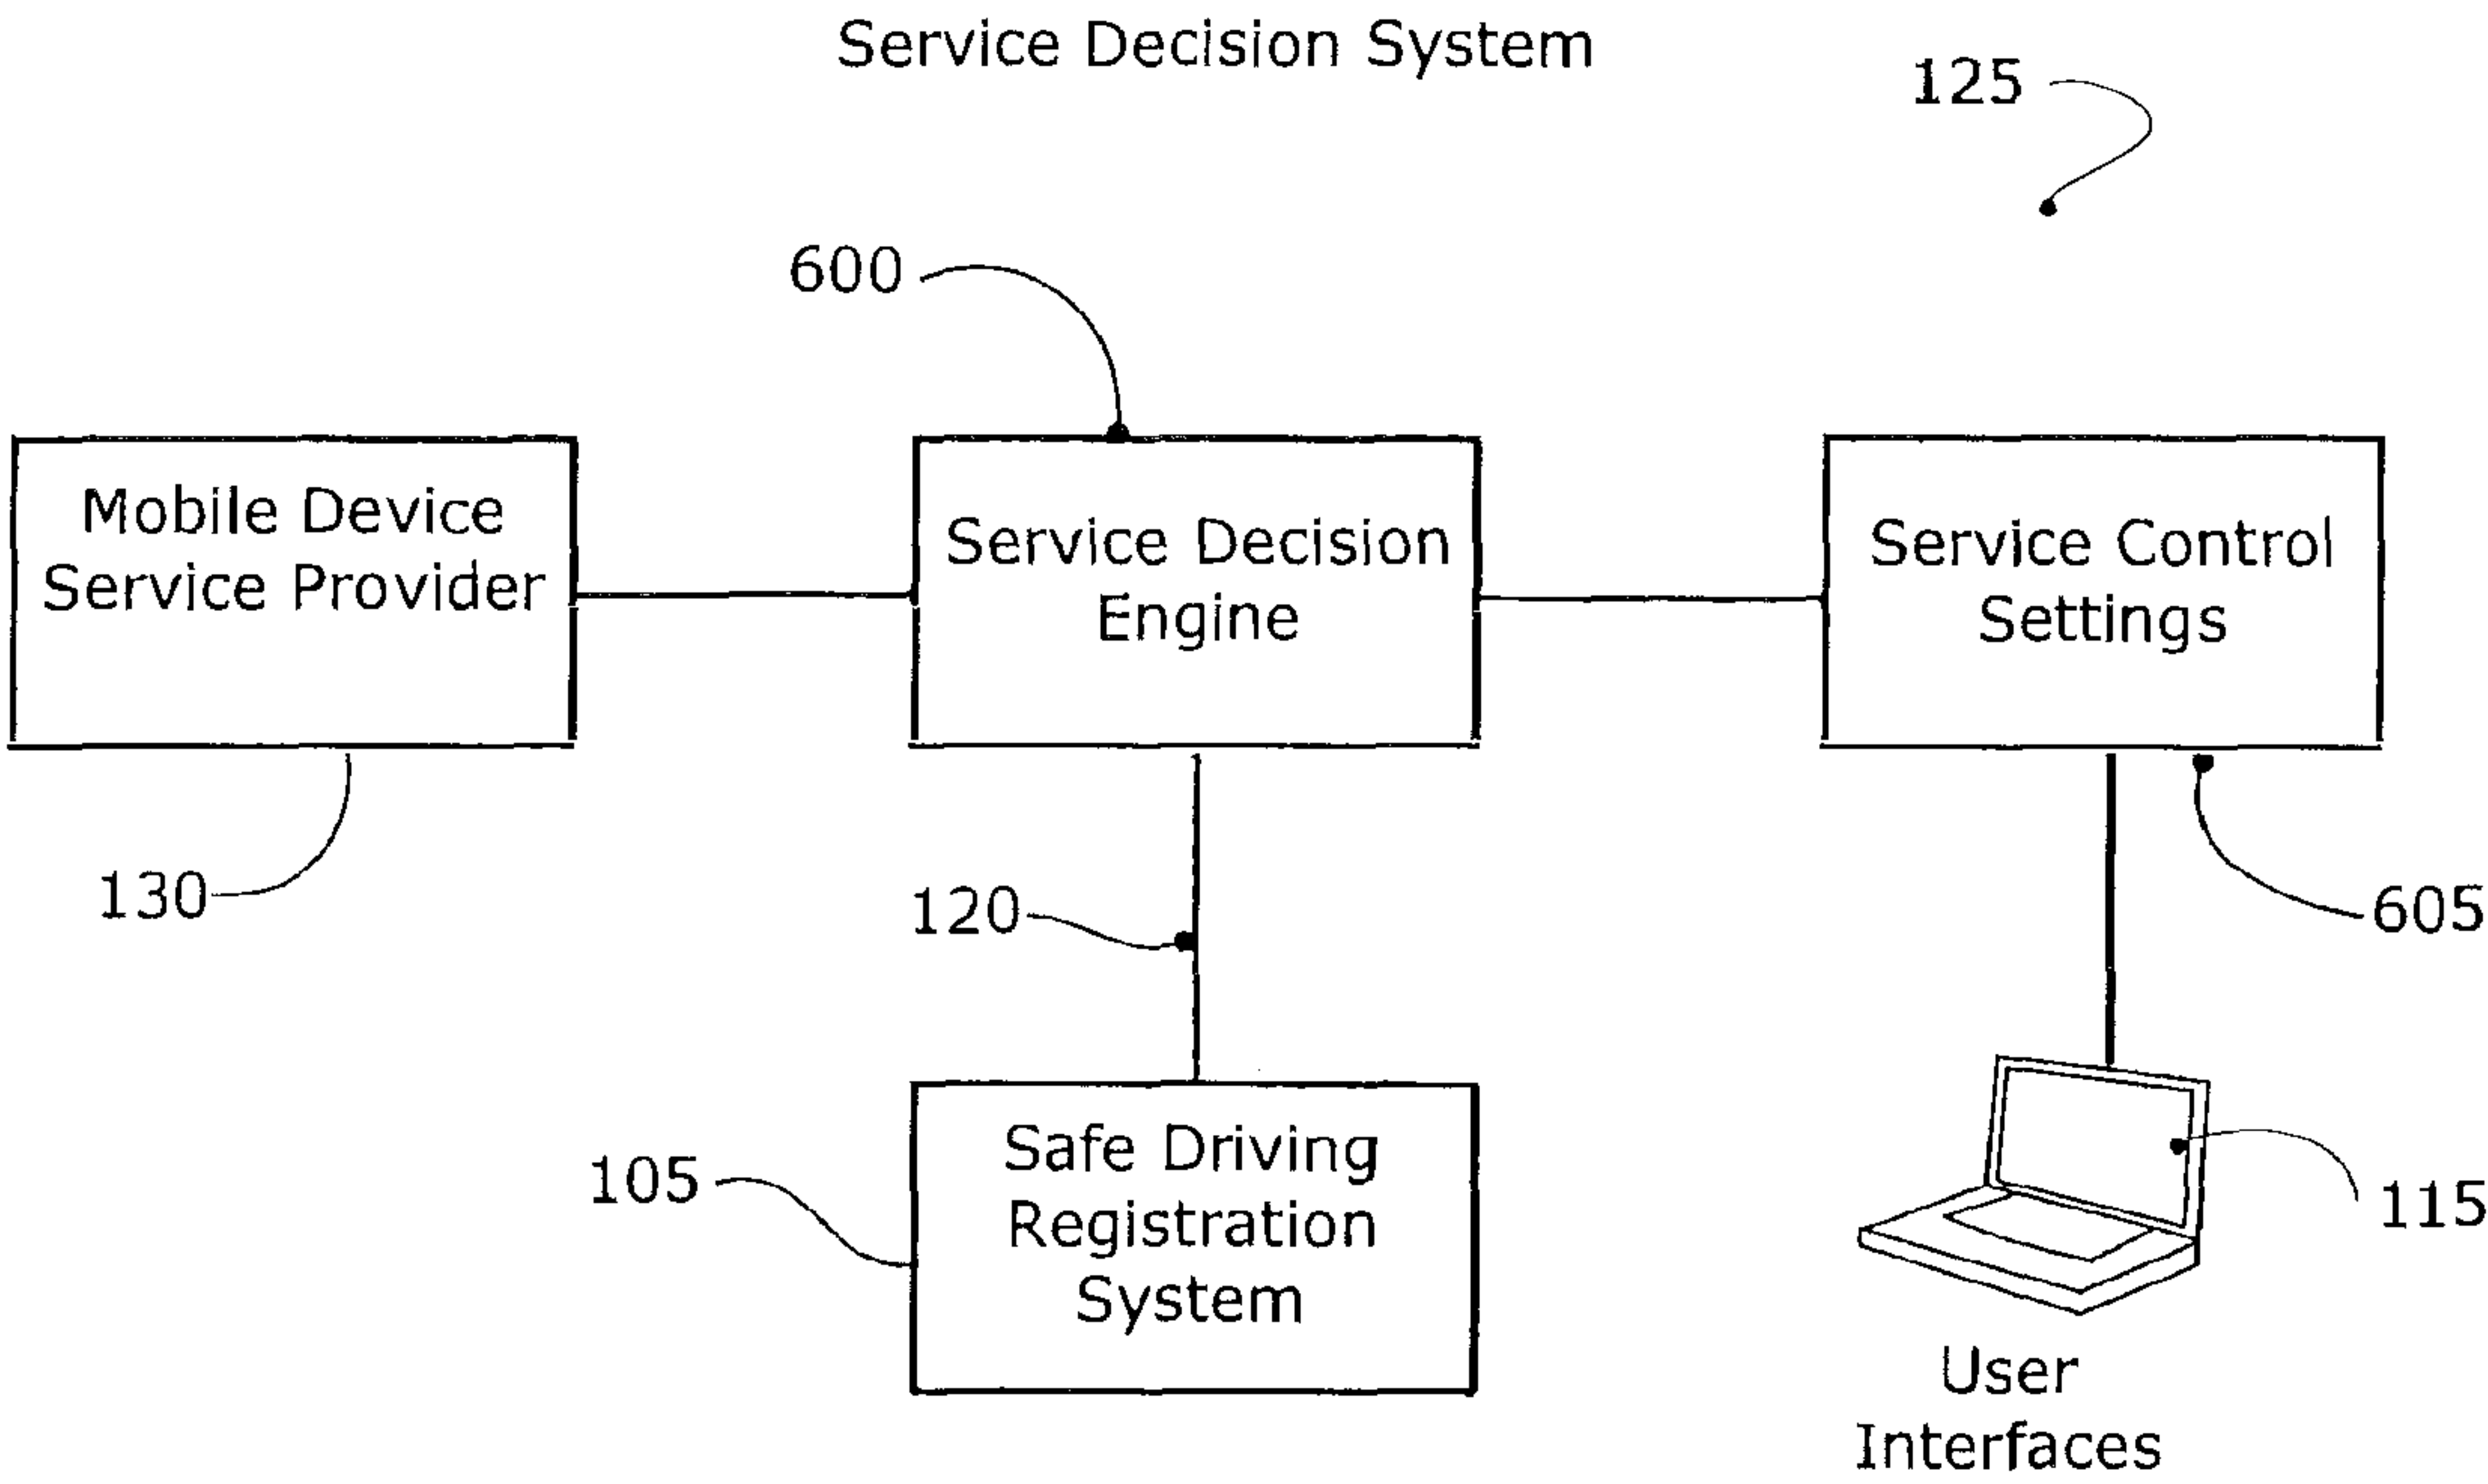 Service Decision System
125
600
Mobile Device
Service Provider
Service Decision
Engine
Service Control
Settings
130
120
605
105
Safe Driving
Registration
System
115
User
Interfaces